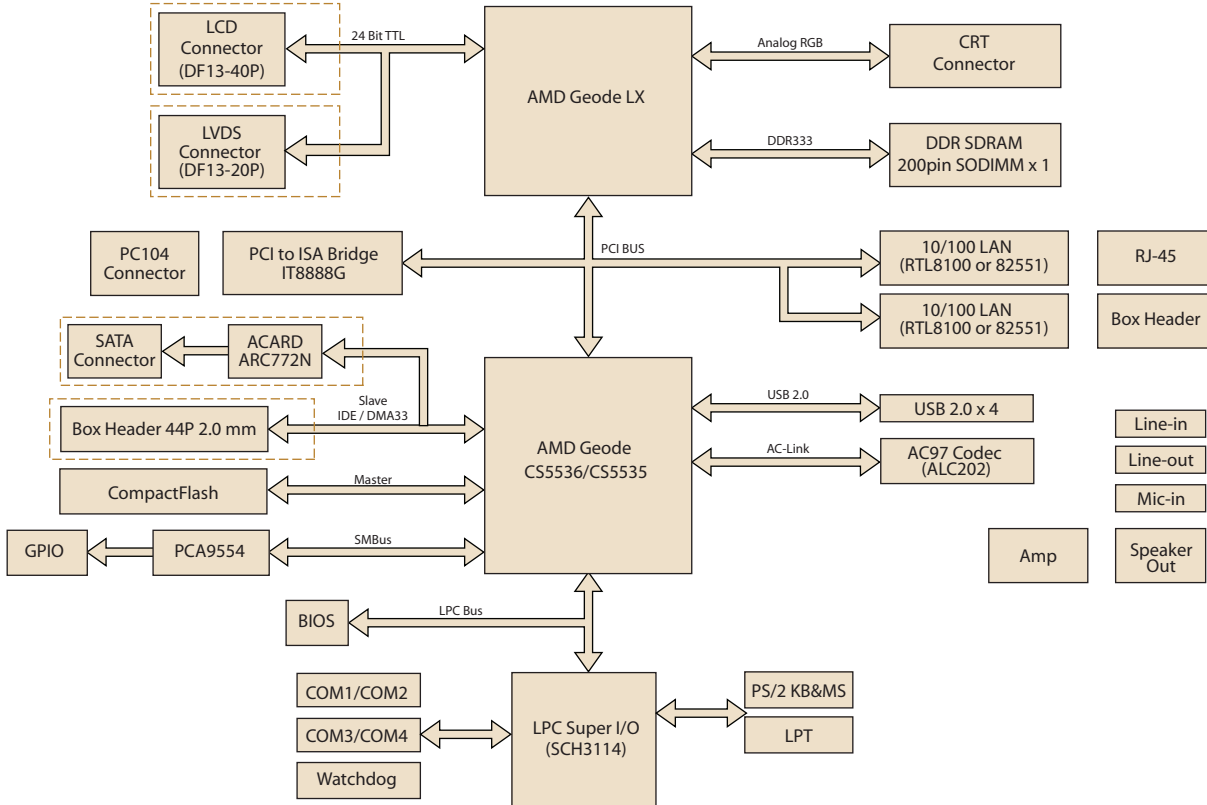 LCD
Connector
(DF13-40P)
24 Bit TTL
AMD Geode LX
Analog RGB
CRT
Connector
LVDS
Connector
(DF13-20P)
DDR333
DDR SDRAM
200pin SODIMM x 1
PC104
Connector
PCI to ISA Bridge
IT8888G
PCI BUS
10/100 LAN
(RTL8100 or 82551)
RJ-45
10/100 LAN
(RTL8100 or 82551)
Box Header
SATA
Connector
ACARD
ARC772N
Slave
IDE / DMA33
Box Header 44P 2.0 mm
AMD Geode
CS5536/CS5535
USB 2.0
USB 2.0 x 4
AC-Link
AC97 Codec
(ALC202)
Line-in
Line-out
Mic-in
CompactFlash
Master
GPIO
PCA9554
SMBus
Amp
Speaker
Out
BIOS
LPC Bus
COM1/COM2
COM3/COM4
Watchdog
LPC Super I/O
(SCH3114)
PS/2 KB&MS
LPT